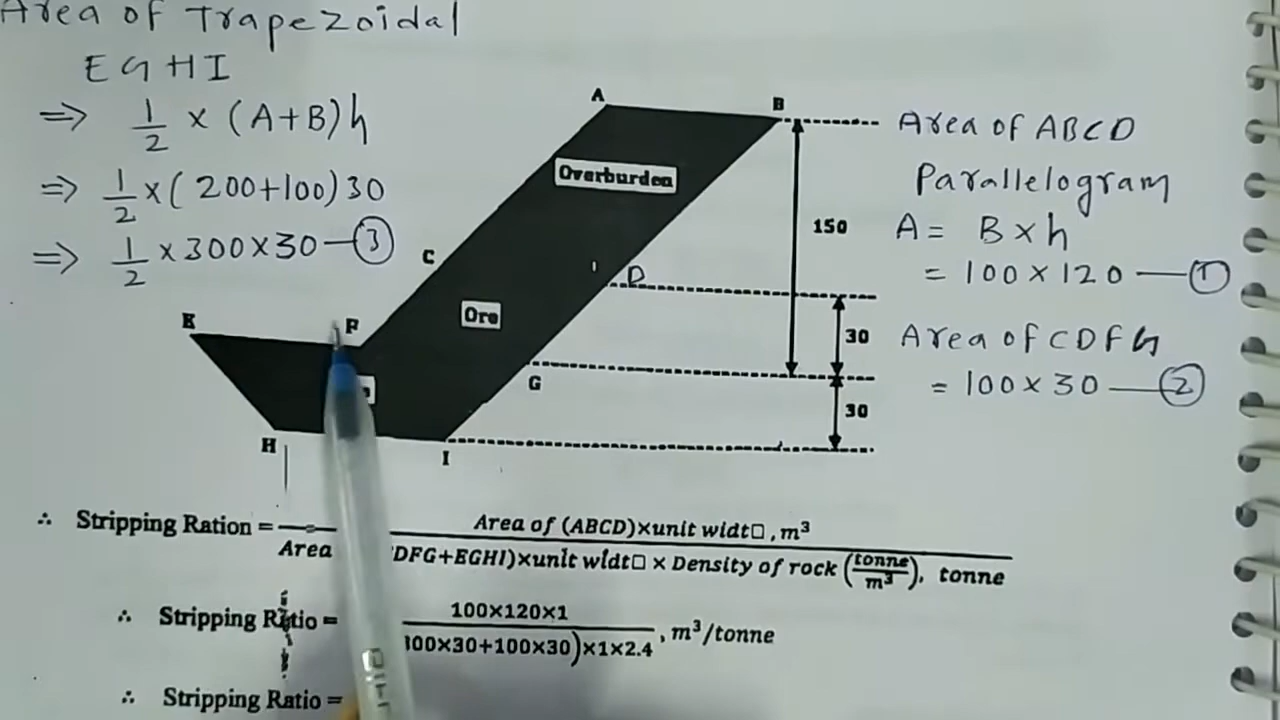 Area of Trapezoidal
EGHI
⇒ 1/2 × (A+B)h
⇒ 1/2 × (200+100)30
⇒ 1/2 × 300 × 30 — ③
A
B
Overburden
Area of ABCD
Parallelogram
A = B × h
= 100 × 120 — ①
150
C
D
Ore
E
F
30
Area of CDFG
= 100 × 30 — ②
G
30
H
I
∴ Stripping Ration = Area of (ABCD)×unit widt□, m³
Area DFG+EGHI)×unit widt□ × Density of rock (tonne/m³), tonne
∴ Stripping Ratio = 100×120×1
00×30+100×30)×1×2.4 , m³/tonne
∴ Stripping Ratio =